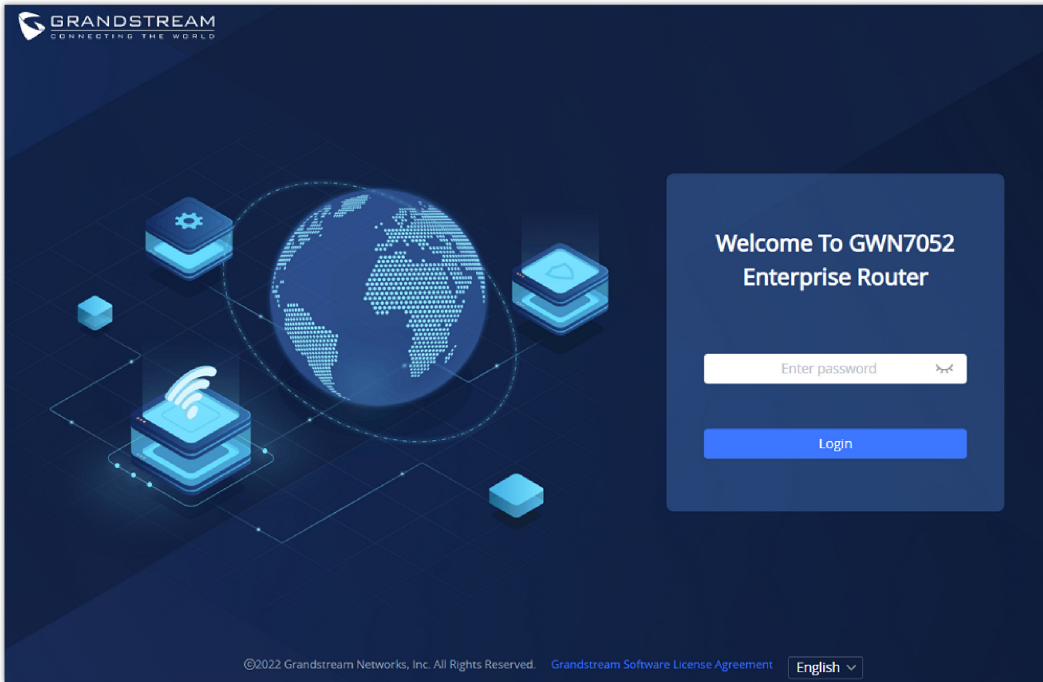 GRANDSTREAM
CONNECTING THE WORLD
Welcome To GWN7052
Enterprise Router
Enter password
Login
©2022 Grandstream Networks, Inc. All Rights Reserved. Grandstream Software License Agreement English